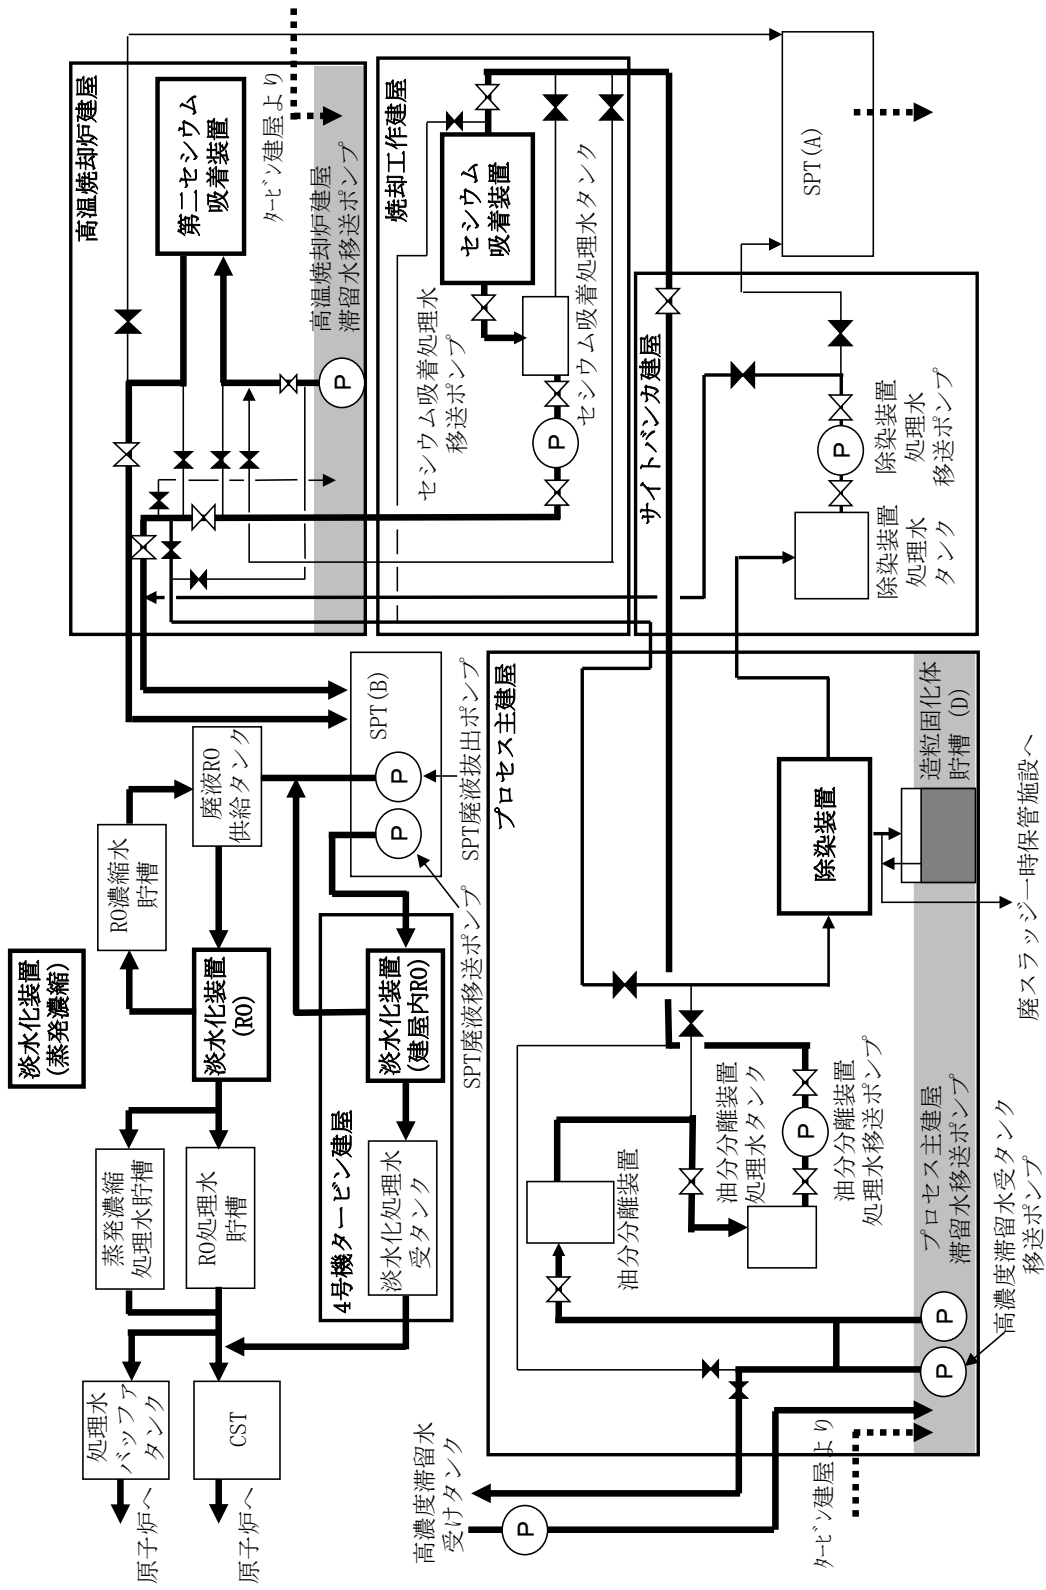 高温焼却炉建屋
第二セシウム
吸着装置
タービン建屋より
高温焼却炉建屋
滞留水移送ポンプ
P
焼却工作建屋
セシウム
吸着装置
セシウム吸着処理水
移送ポンプ
P
セシウム吸着処理水タンク
SPT(A)
サイトバンカ建屋
除染装置
処理水
移送ポンプ
P
除染装置
処理水
タンク
淡水化装置
(蒸発濃縮)
RO濃縮水
貯槽
廃液RO
供給タンク
SPT(B)
P
P
SPT廃液抜出ポンプ
SPT廃液移送ポンプ
淡水化装置
(RO)
4号機タービン建屋
淡水化装置
(建屋内RO)
淡水化処理水
受タンク
蒸発濃縮
処理水貯槽
RO処理水
貯槽
処理水
バッファ
タンク
CST
原子炉へ
原子炉へ
プロセス主建屋
除染装置
造粒固化体
貯槽 (D)
廃スラッジ一時保管施設へ
油分分離装置
油分分離装置
処理水タンク
P
油分分離装置
処理水移送ポンプ
プロセス主建屋
滞留水移送ポンプ
P
P
高濃度滞留水受タンク
移送ポンプ
高濃度滞留水
受けタンク
P
タービン建屋より